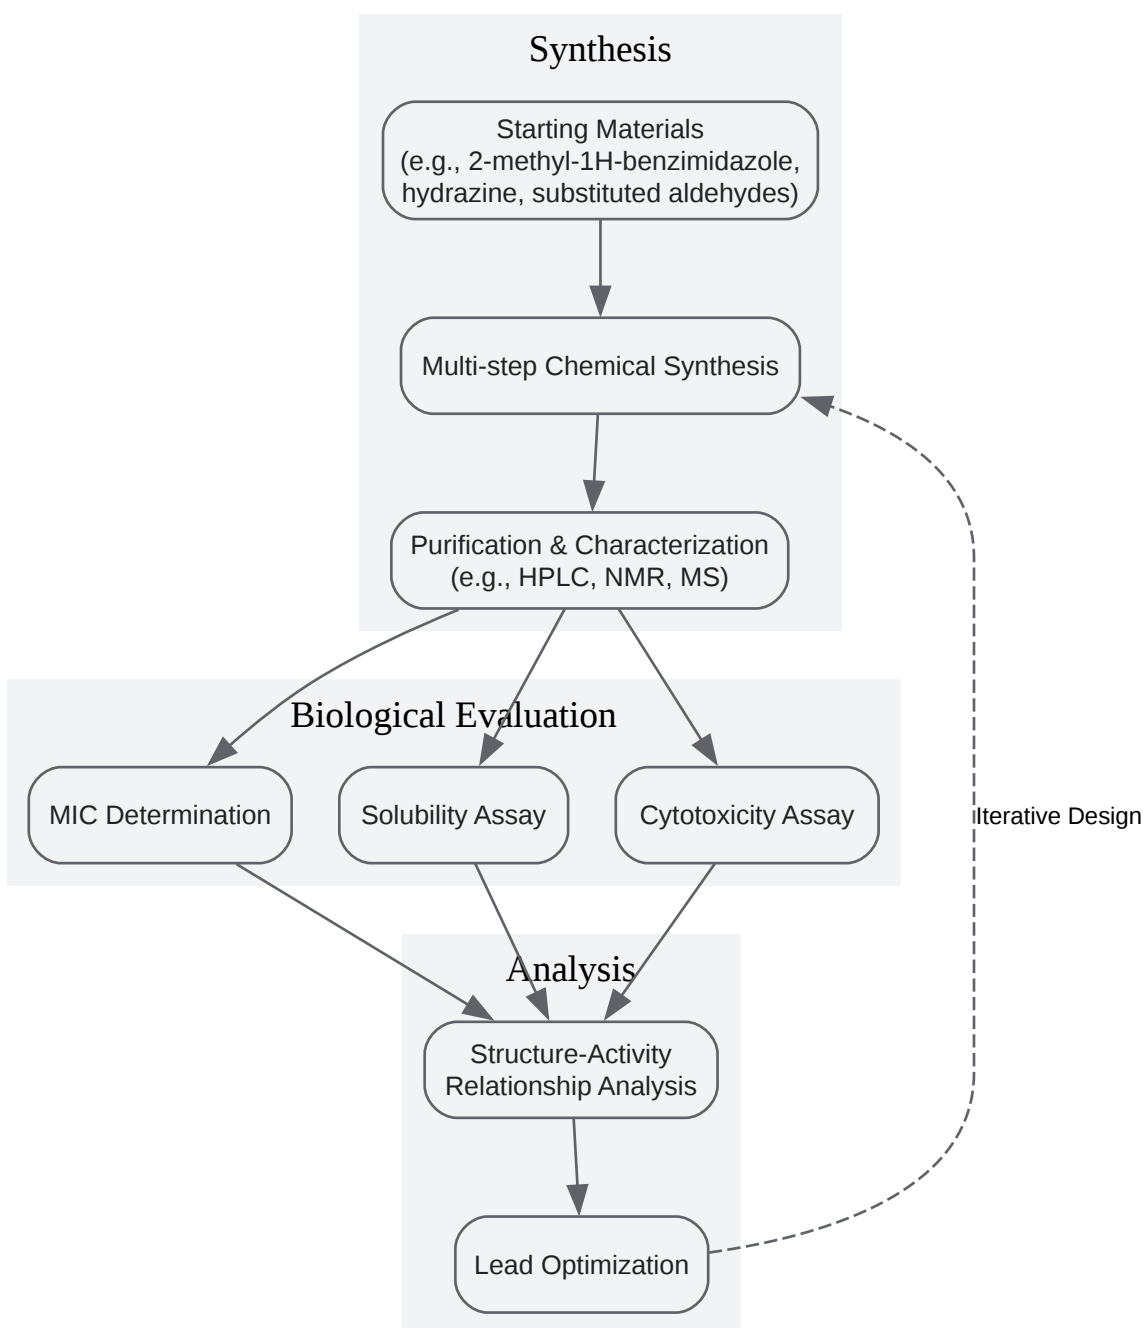 Synthesis
Starting Materials
(e.g., 2-methyl-1H-benzimidazole,
hydrazine, substituted aldehydes)
Multi-step Chemical Synthesis
Purification & Characterization
(e.g., HPLC, NMR, MS)
Biological Evaluation
MIC Determination
Solubility Assay
Cytotoxicity Assay
Iterative Design
Analysis
Structure-Activity
Relationship Analysis
Lead Optimization